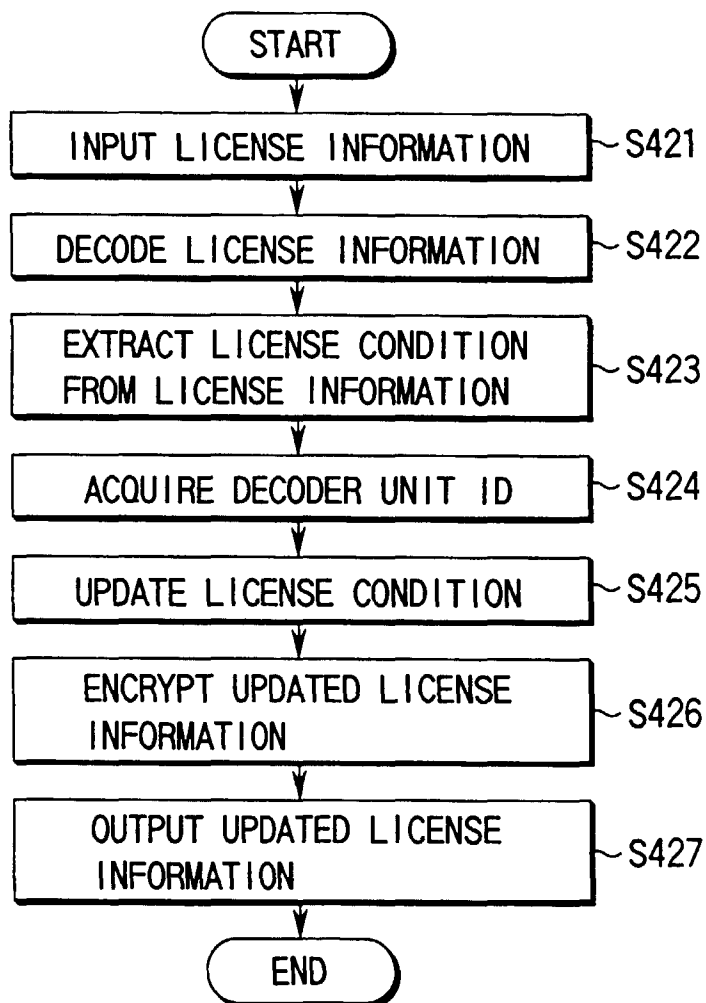 START
INPUT LICENSE INFORMATION
S421
DECODE LICENSE INFORMATION
S422
EXTRACT LICENSE CONDITION
FROM LICENSE INFORMATION
S423
ACQUIRE DECODER UNIT ID
S424
UPDATE LICENSE CONDITION
S425
ENCRYPT UPDATED LICENSE
INFORMATION
S426
OUTPUT UPDATED LICENSE
INFORMATION
S427
END